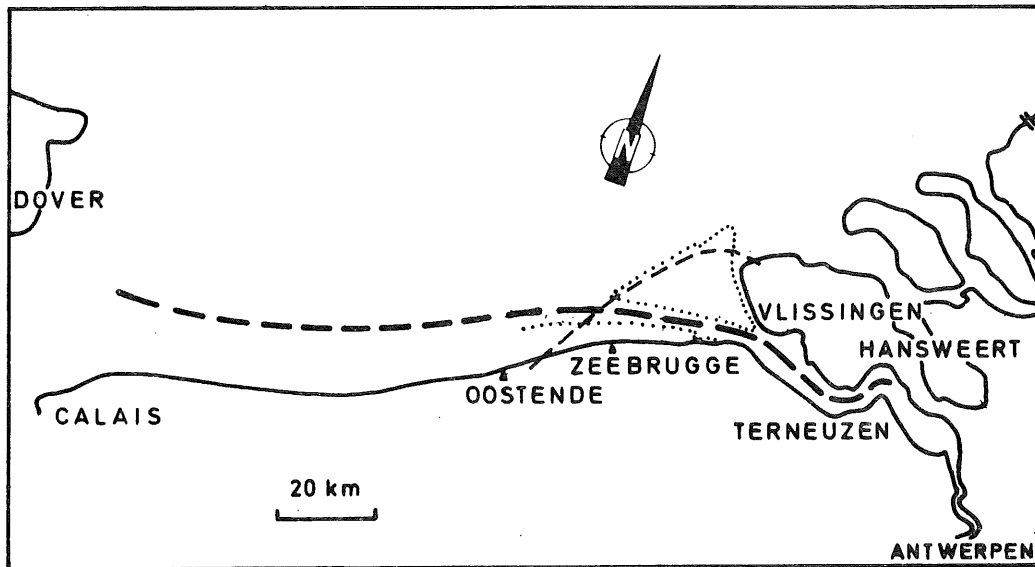 N
DOVER
VLISSINGEN
HANSWEERT
ZEEBRUGGE
OOSTENDE
CALAIS
TERNEUZEN
20 km
ANTWERPEN